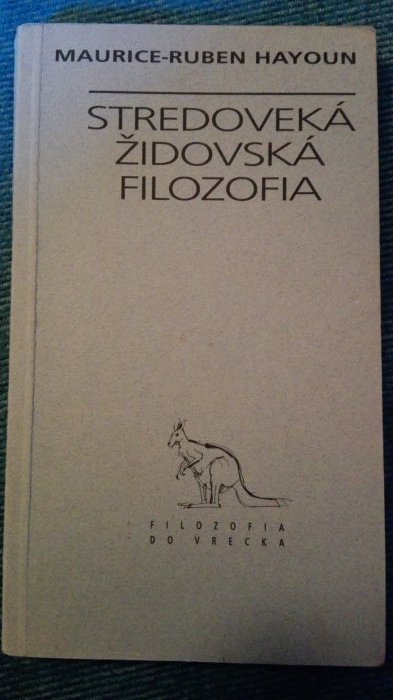 MAURICE-RUBEN HAYOUN
STREDOVEKÁ
ŽIDOVSKÁ
FILOZOFIA
FILOZOFIA
DO VRECKA